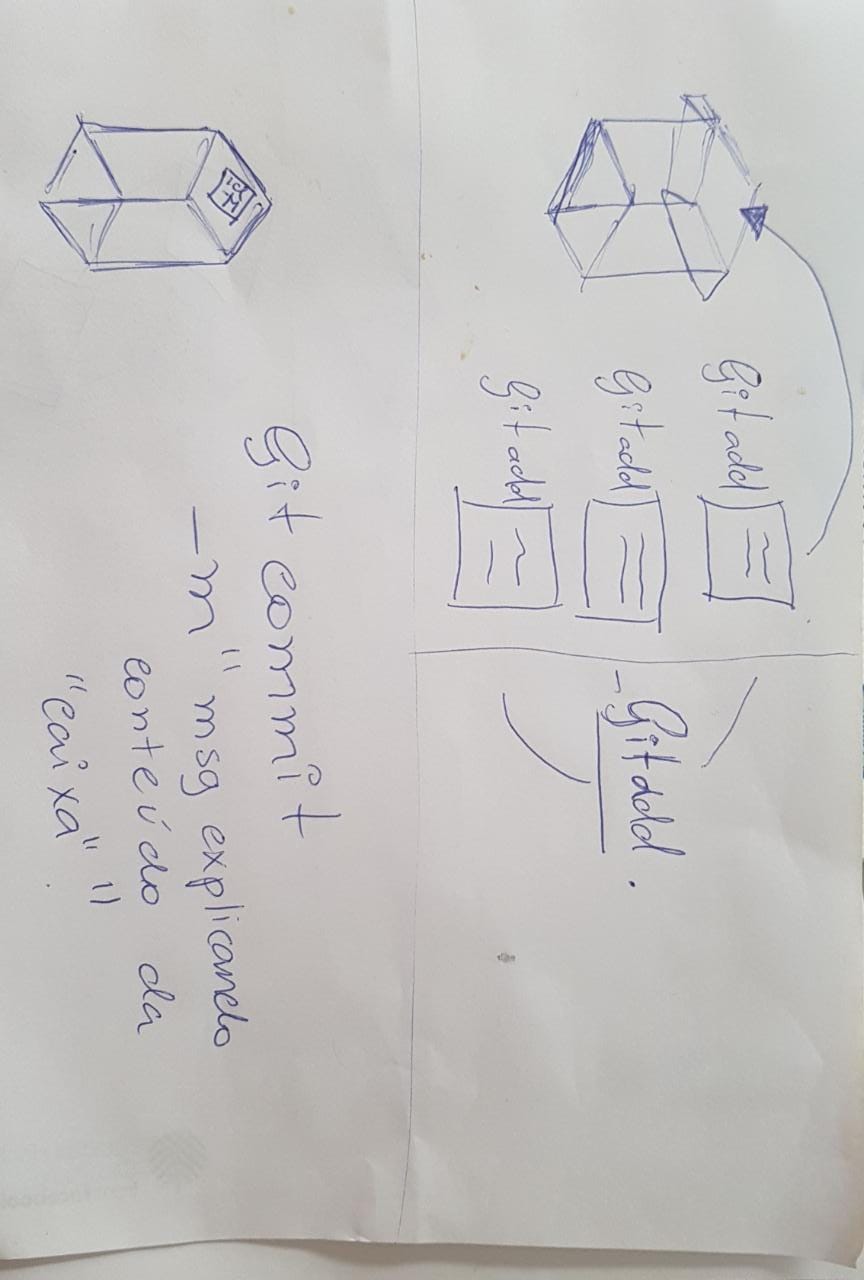 Git add
Git add
Git add
Git add .
Git commit
-m " msg explicando
conteúdo da
"caixa" "